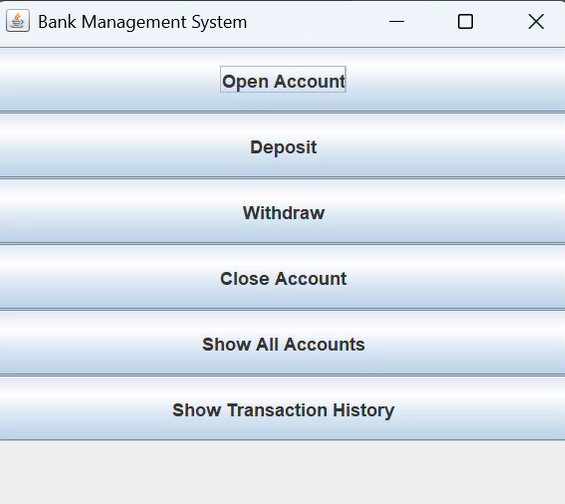 Bank Management System
Open Account
Deposit
Withdraw
Close Account
Show All Accounts
Show Transaction History